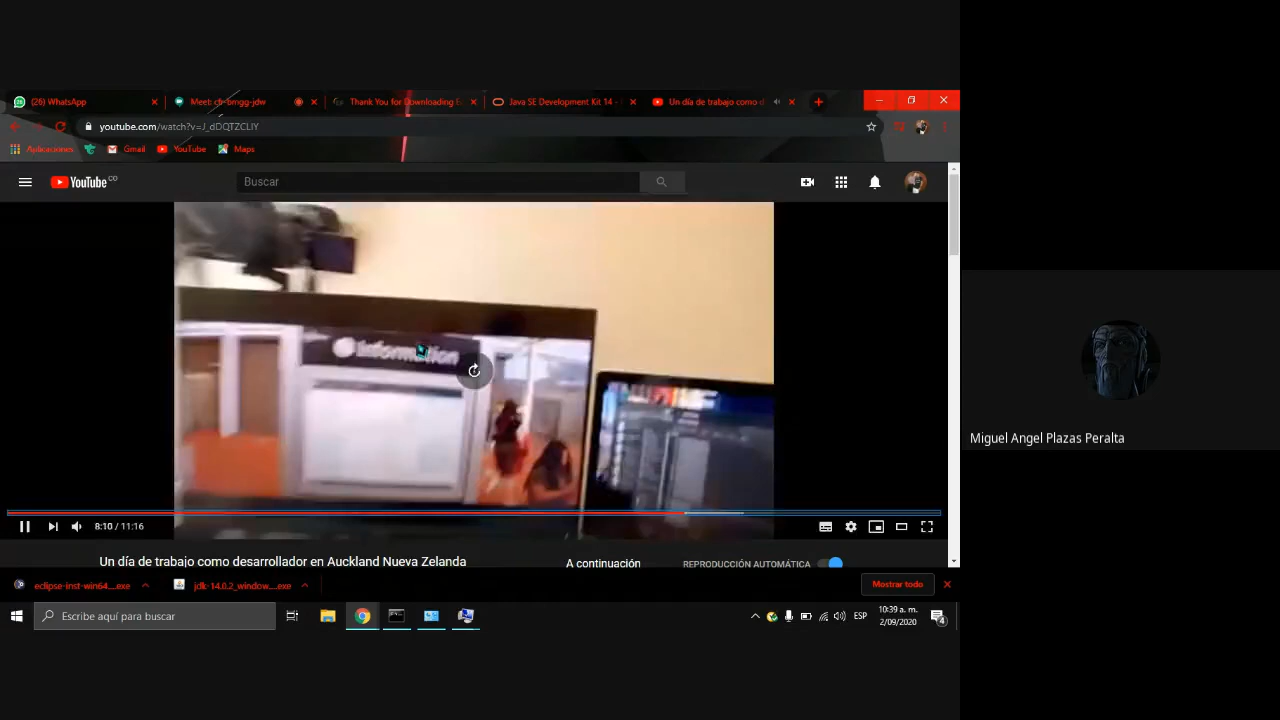 (26) WhatsApp
Meet: cfr-bmgg-jdw
Thank You for Downloading E
Java SE Development Kit 14 -
Un día de trabajo como d
youtube.com/watch?v=J_dDQTZCLIY
Aplicaciones
Gmail
YouTube
Maps
YouTube CO
Buscar
Information
Miguel Angel Plazas Peralta
8:10 / 11:16
Un día de trabajo como desarrollador en Auckland Nueva Zelanda
A continuación
REPRODUCCIÓN AUTOMÁTICA
eclipse-inst-win64....exe
jdk-14.0.2_window....exe
Mostrar todo
Escribe aquí para buscar
ESP
10:39 a. m.
2/09/2020
4